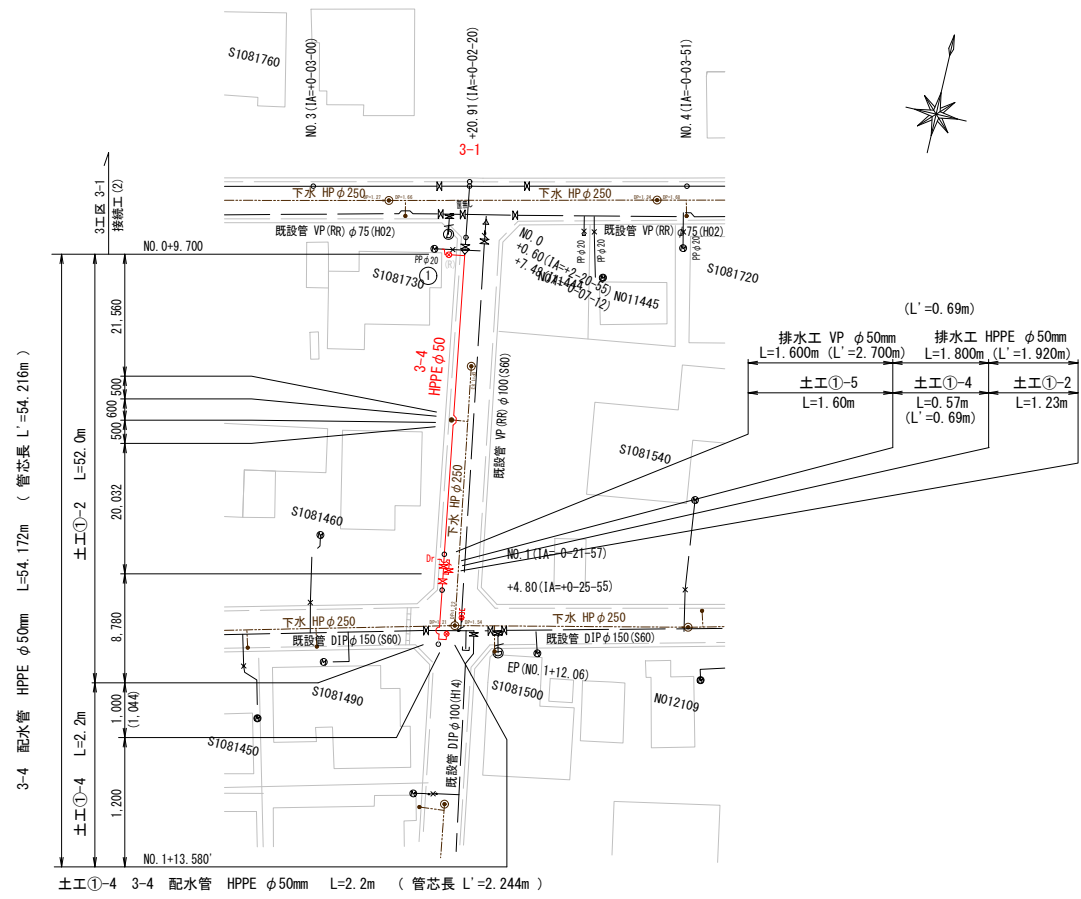 S1081760
NO.3(IA=+0-03-00)
+20.91(IA=+0-02-20)
NO.4(IA=-0-03-51)
3-1
3工区 3-1
接続工(2)
下水 HPφ250
下水 HPφ250
既設管 VP(RR)φ75(H02)
既設管 VP(RR)φ75(H02)
NO.0+9.700
PPφ20
PPφ20
PPφ20
PPφ20
S1081730
①
NO.0
+0.60(IA=+2-20-55)
NO11445
S1081720
21,560
500
600
500
20,032
8,780
1,000
(1.044)
1,200
3-4
HPPEφ50
既設管 VP(RR)φ100(S60)
下水 HPφ250
(L'=0.69m)
排水工 VP φ50mm
L=1.600m (L'=2.700m)
排水工 HPPE φ50mm
L=1.800m (L'=1.920m)
土工①-5
L=1.60m
土工①-4
L=0.57m
(L'=0.69m)
土工①-2
L=1.23m
S1081540
S1081460
Dr
NO.1(IA=-0-21-57)
+4.80(IA=+0-25-55)
下水 HPφ250
下水 HPφ250
既設管 DIPφ150(S60)
既設管 DIPφ150(S60)
EP(NO.1+12.06)
S1081490
S1081500
NO12109
S1081450
既設管 DIPφ100(H14)
3-4 配水管 HPPE φ50mm L=54.172m ( 管芯長 L'=54.216m )
土工①-2 L=52.0m
土工①-4 L=2.2m
NO.1+13.580'
土工①-4 3-4 配水管 HPPE φ50mm L=2.2m ( 管芯長 L'=2.244m )